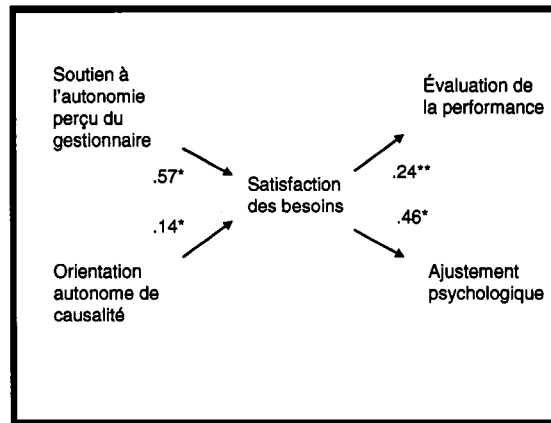 Soutien à
l'autonomie
perçu du
gestionnaire
Évaluation de
la performance
.57*
.24**
Satisfaction
des besoins
.14*
.46*
Orientation
autonome de
causalité
Ajustement
psychologique